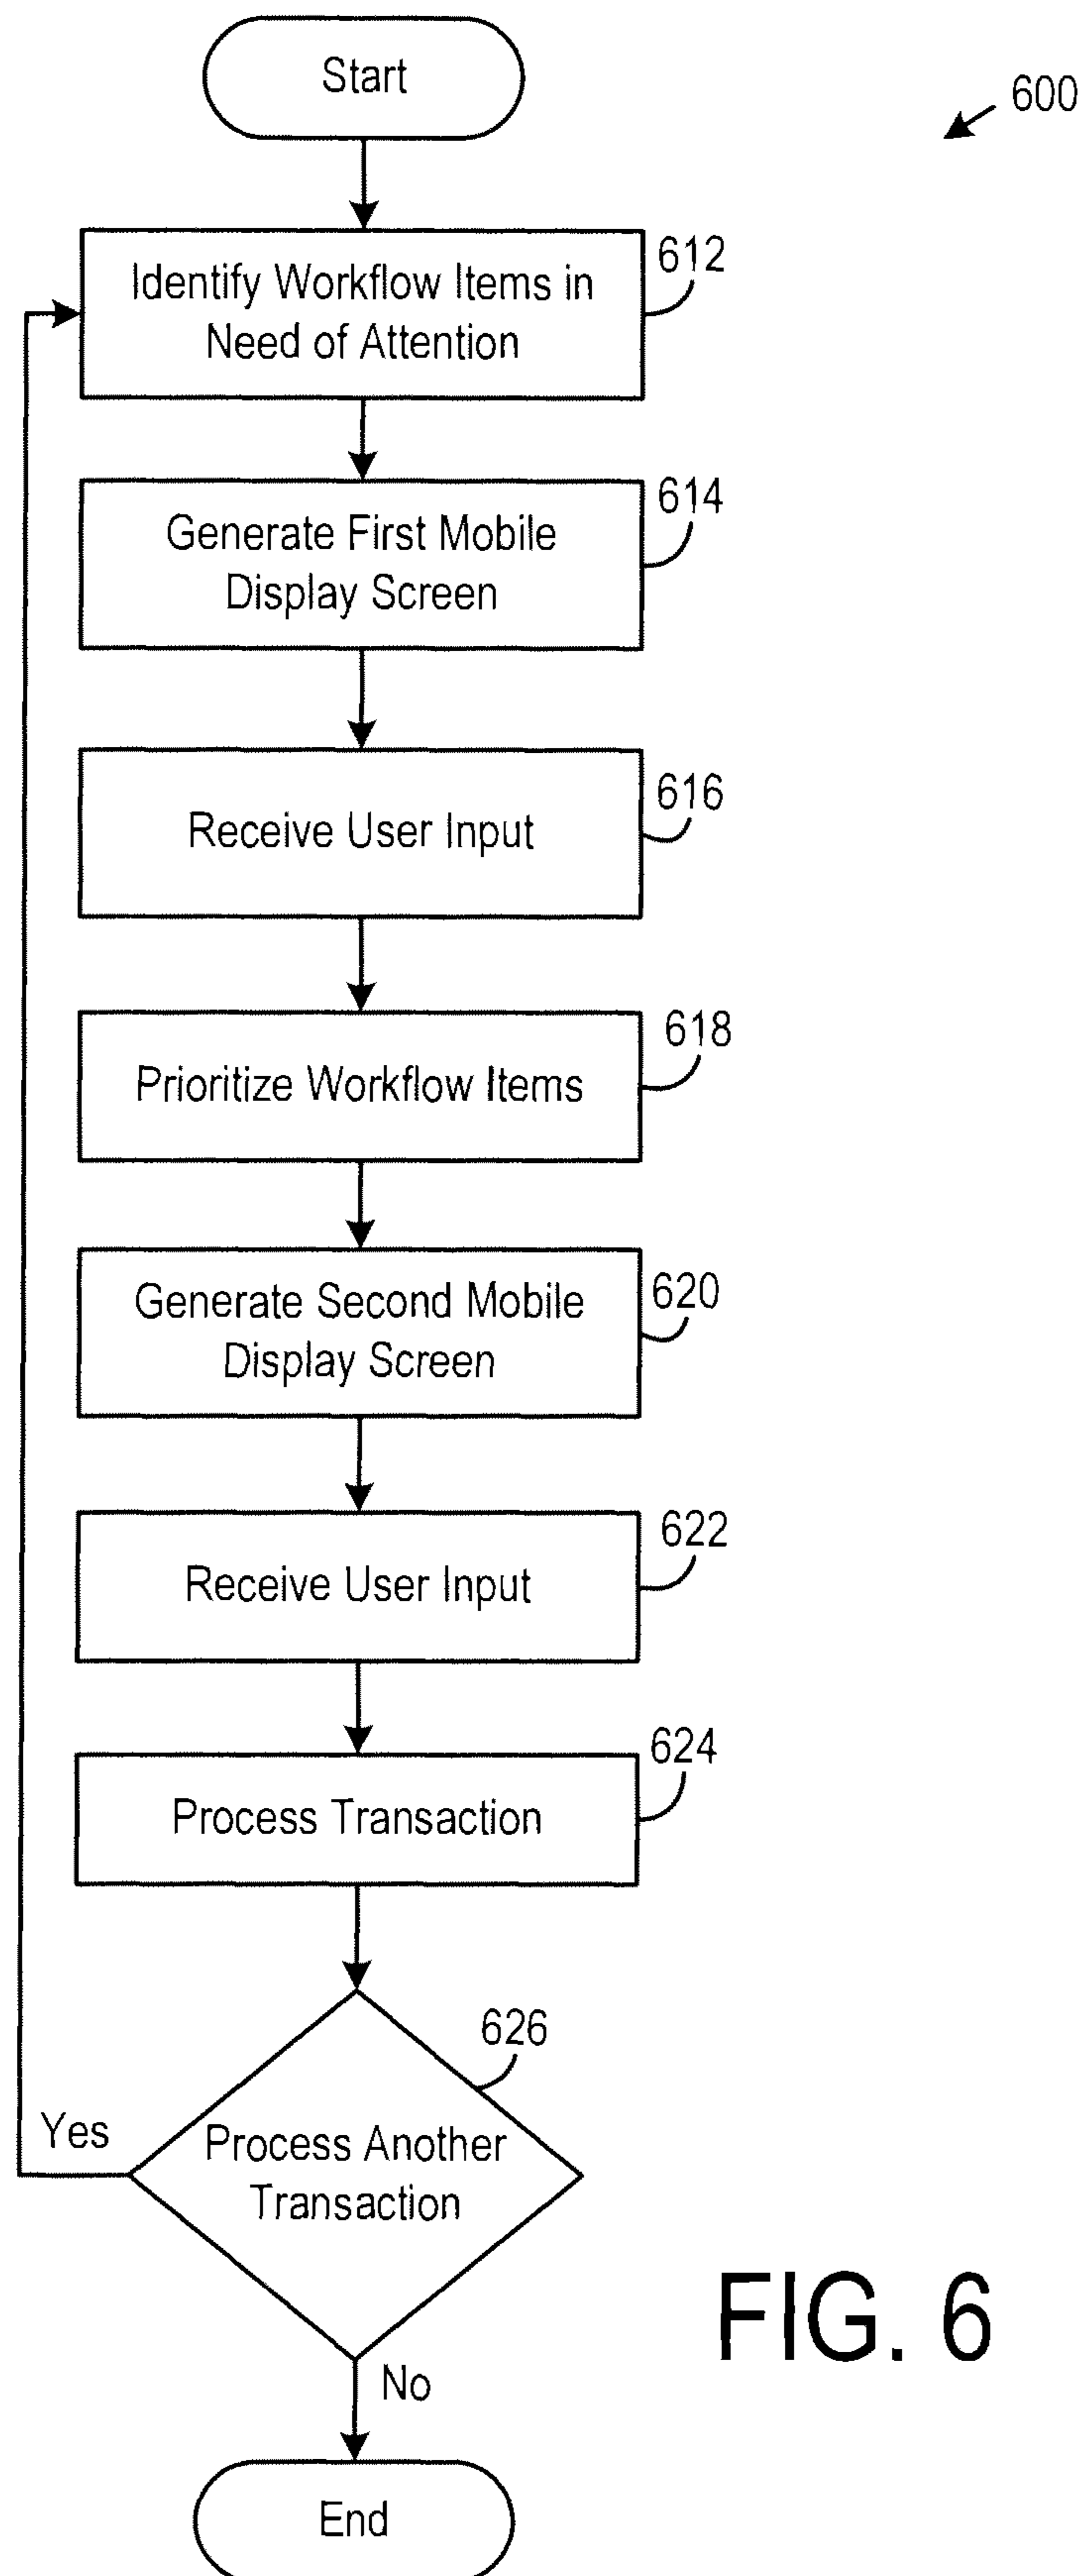 Start
600
Identify Workflow Items in
Need of Attention
612
Generate First Mobile
Display Screen
614
Receive User Input
616
Prioritize Workflow Items
618
Generate Second Mobile
Display Screen
620
Receive User Input
622
Process Transaction
624
626
Process Another
Transaction
Yes
No
End
FIG. 6